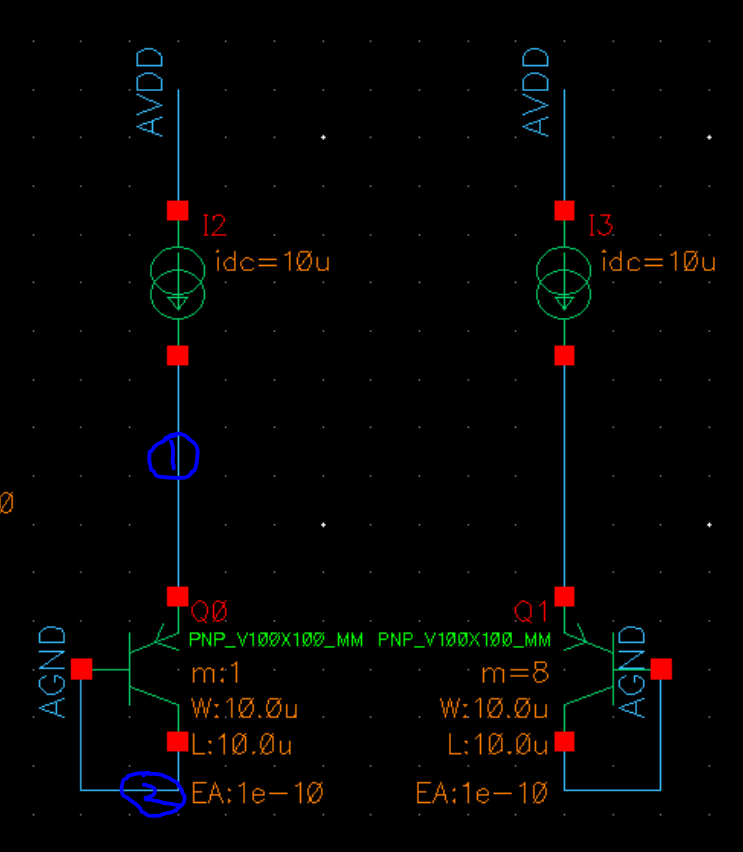 AVDD AVDD
I2 I3
idc=10u idc=10u
1
0
Q0 Q1
PNP_V100X100_MM PNP_V100X100_MM
AGND m:1 m=8 AGND
W:10.0u W:10.0u
L:10.0u L:10.0u
2 EA:1e-10 EA:1e-10